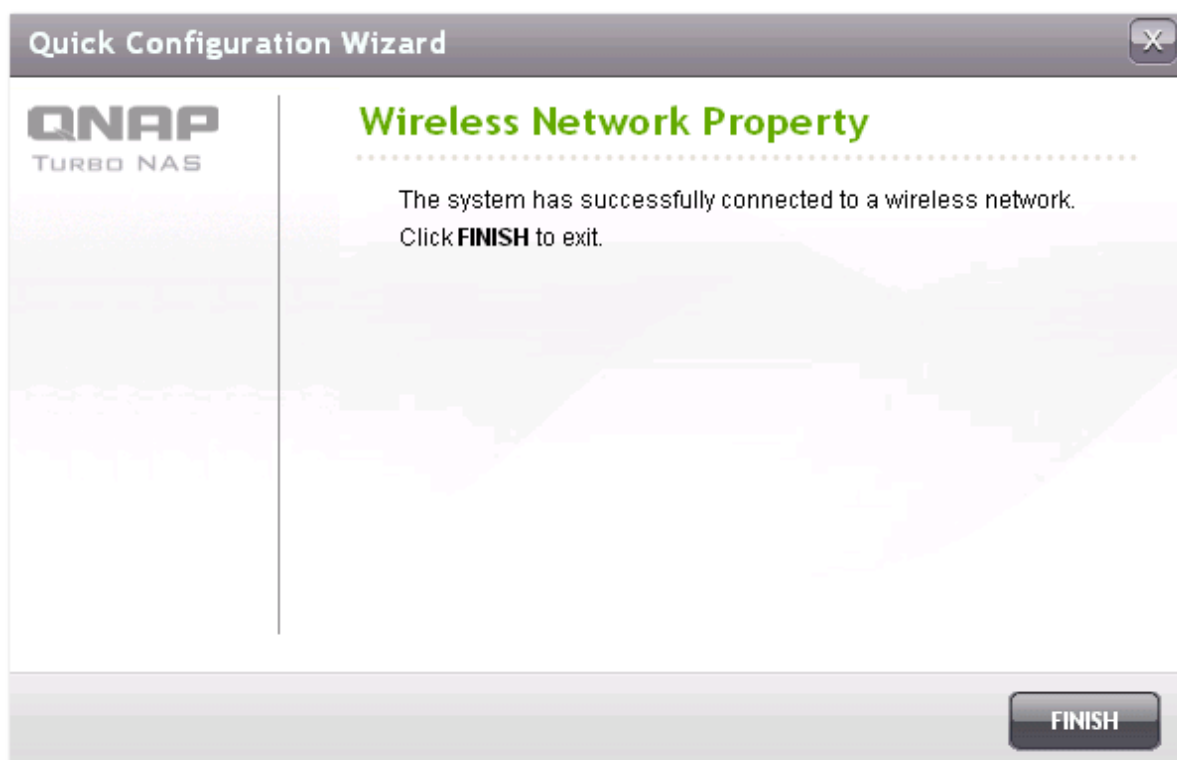 Quick Configuration Wizard
X
QNAP
TURBO NAS
Wireless Network Property
The system has successfully connected to a wireless network.
Click FINISH to exit.
FINISH